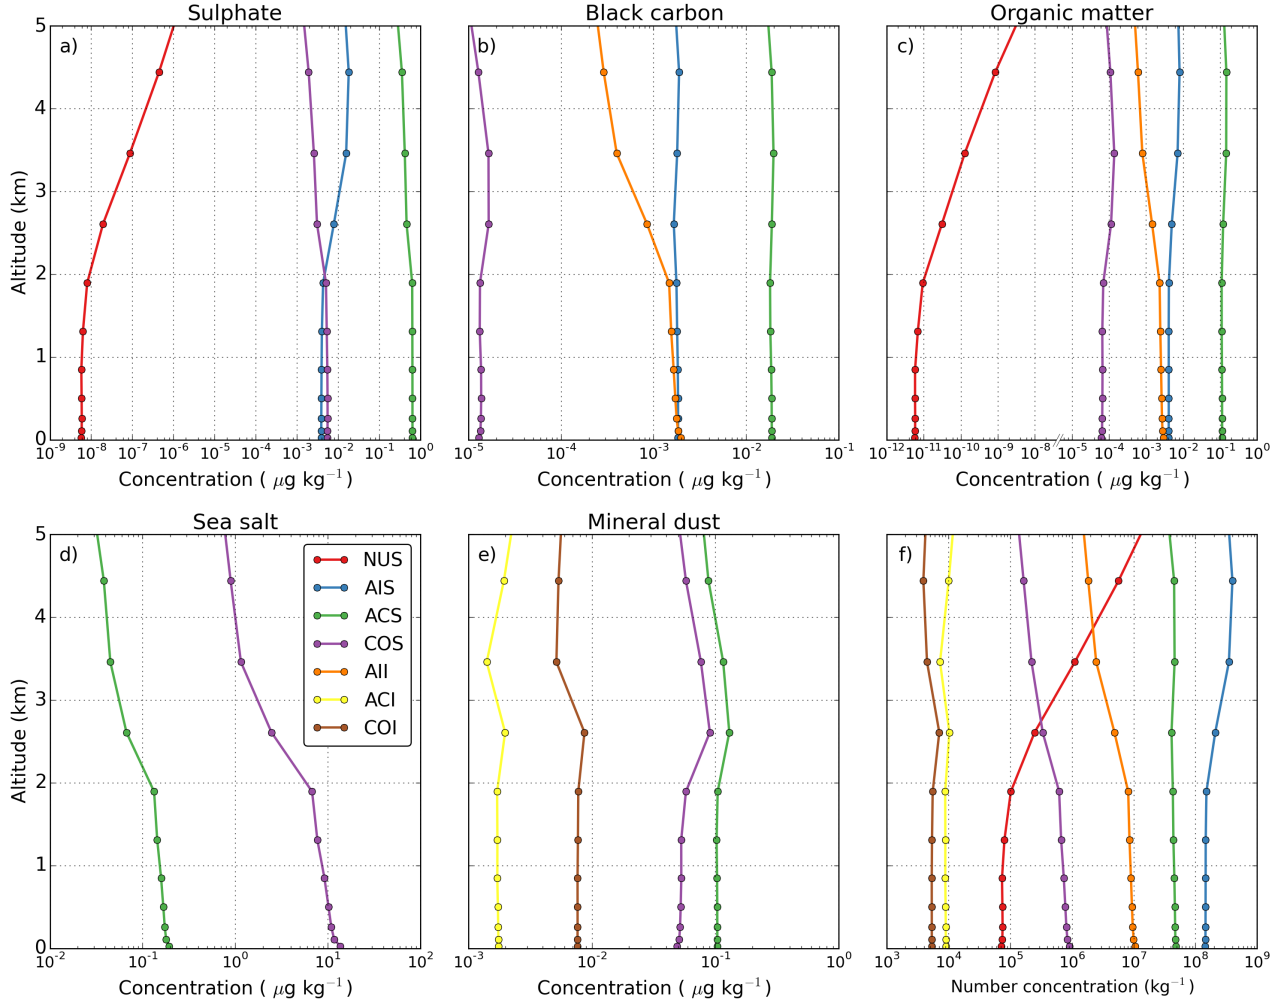 Sulphate
Black carbon
Organic matter
a)
b)
c)
Altitude (km)
5
4
3
2
1
0
10⁻⁹ 10⁻⁸ 10⁻⁷ 10⁻⁶ 10⁻⁵ 10⁻⁴ 10⁻³ 10⁻² 10⁻¹ 10⁰
10⁻⁵ 10⁻⁴ 10⁻³ 10⁻² 10⁻¹
10⁻¹² 10⁻¹¹ 10⁻¹⁰ 10⁻⁹ 10⁻⁸ // 10⁻⁵ 10⁻⁴ 10⁻³ 10⁻² 10⁻¹ 10⁰
Concentration ( μg kg⁻¹)
Concentration ( μg kg⁻¹)
Concentration ( μg kg⁻¹)
Sea salt
Mineral dust
d)
e)
f)
NUS
AIS
ACS
COS
AII
ACI
COI
Altitude (km)
5
4
3
2
1
0
10⁻² 10⁻¹ 10⁰ 10¹ 10²
10⁻³ 10⁻² 10⁻¹ 10⁰
10³ 10⁴ 10⁵ 10⁶ 10⁷ 10⁸ 10⁹
Concentration ( μg kg⁻¹)
Concentration ( μg kg⁻¹)
Number concentration (kg⁻¹)